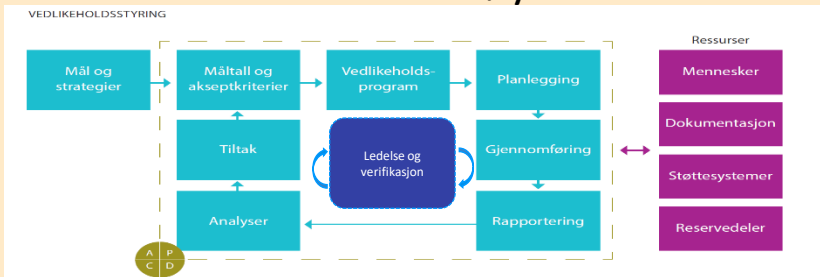 VEDLIKEHOLDSSTYRING
Ressurser
Mål og
strategier
Måltall og
akseptkriterier
Vedlikeholds-
program
Planlegging
Mennesker
Dokumentasjon
Tiltak
Ledelse og
verifikasjon
Gjennomføring
Støttesystemer
Analyser
Rapportering
Reservedeler
A P
C D